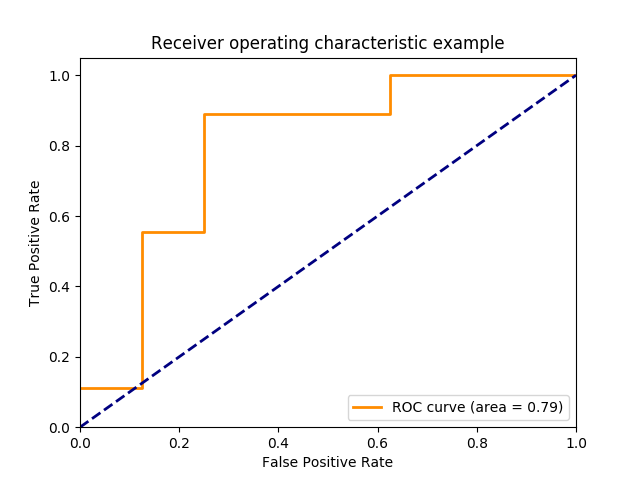 Receiver operating characteristic example
True Positive Rate
1.0
0.8
0.6
0.4
0.2
0.0
ROC curve (area = 0.79)
0.0 0.2 0.4 0.6 0.8 1.0
False Positive Rate